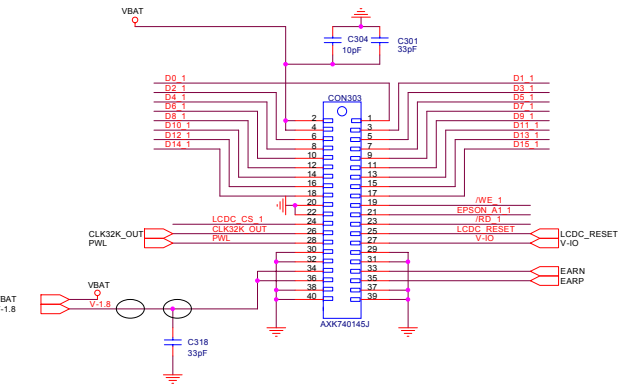 VBAT
C304
10pF
C301
33pF
D0_1
D2_1
D4_1
D6_1
D8_1
D10_1
D12_1
D14_1
CON303
D1_1
D3_1
D5_1
D7_1
D9_1
D11_1
D13_1
D15_1
2 1
4 3
6 5
8 7
10 9
12 11
14 13
16 15
18 17
20 19
22 21
24 23
26 25
28 27
30 29
32 31
34 33
36 35
38 37
40 39
/WE_1
EPSON_A1_1
/RD_1
LCDC_RESET
V-IO
LCDC_RESET
V-IO
LCDC_CS_1
CLK32K_OUT
PWL
CLK32K_OUT
PWL
EARN
EARP
VBAT
BAT
-1.8
V-1.8
C318
33pF
AXK740145J